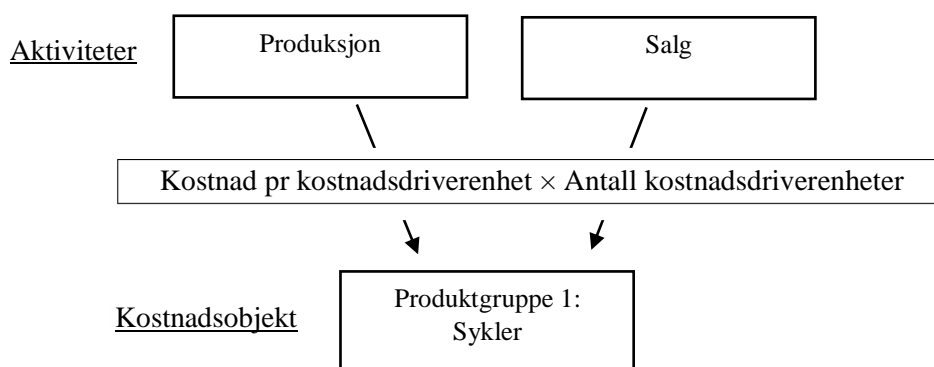 Aktiviteter
Produksjon
Salg
Kostnad pr kostnadsdriverenhet × Antall kostnadsdriverenheter
Kostnadsobjekt
Produktgruppe 1:
Sykler